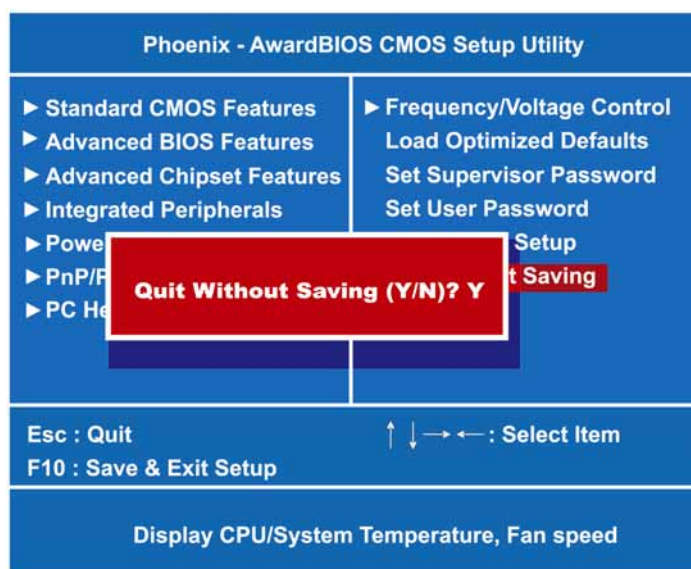 Phoenix - AwardBIOS CMOS Setup Utility
► Standard CMOS Features
► Advanced BIOS Features
► Advanced Chipset Features
► Integrated Peripherals
►
►
► PC
► Frequency/Voltage Control
Load Optimized Defaults
Set Supervisor Password
Set User Password
Setup
Saving
Quit Without Saving (Y/N)? Y
Esc : Quit
F10 : Save & Exit Setup
↑ ↓ → ← : Select Item
Display CPU/System Temperature, Fan speed